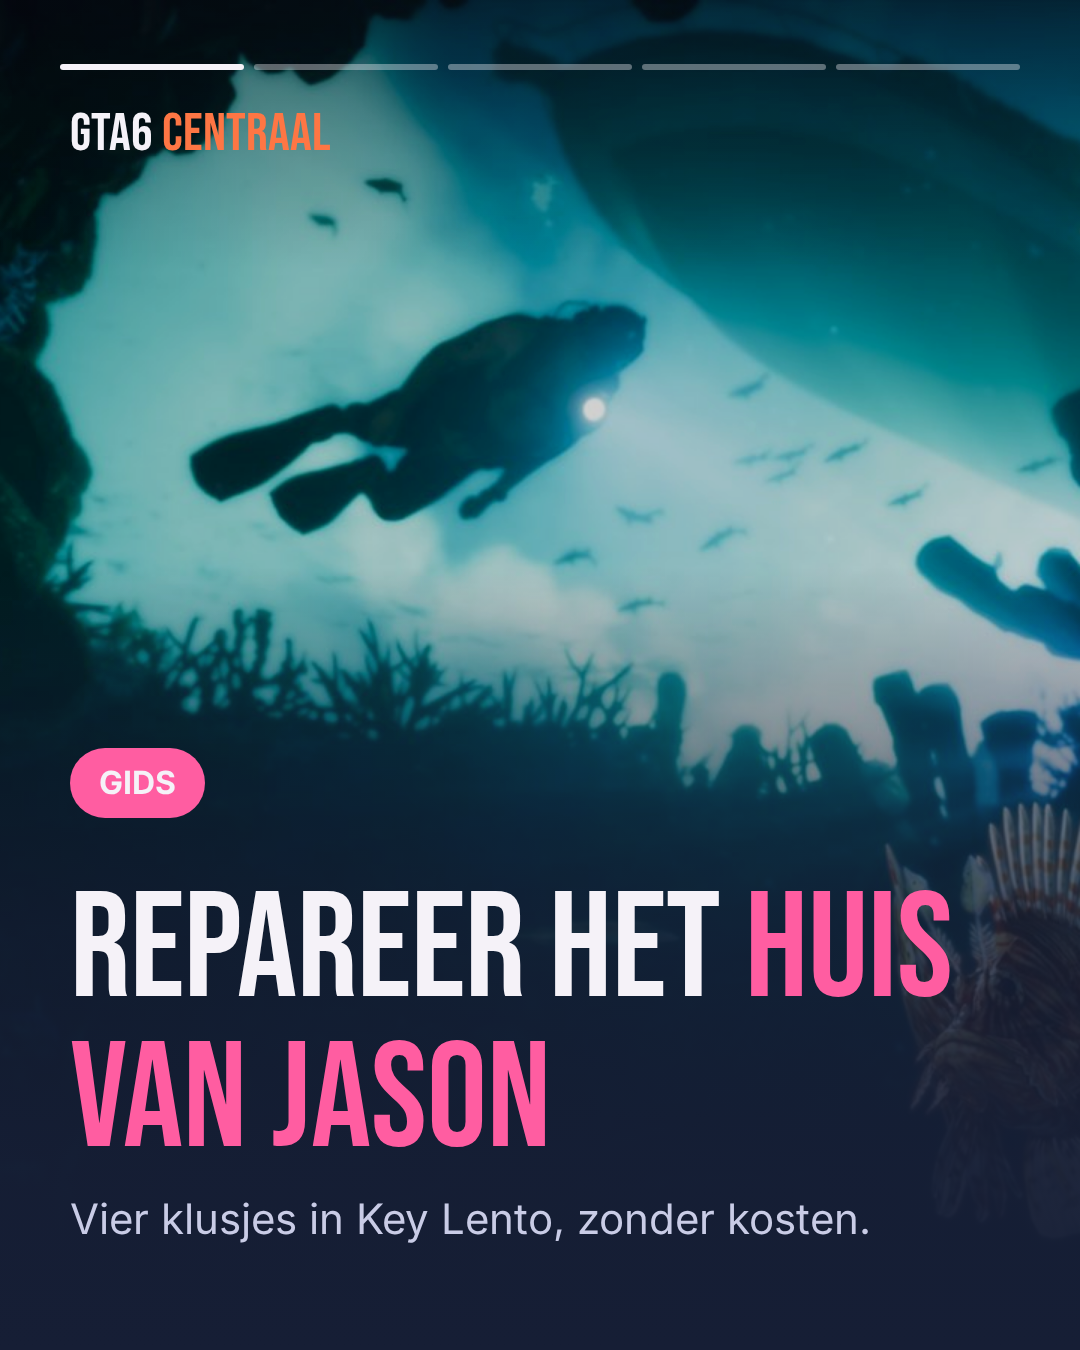 GTA6 CENTRAAL
GIDS
REPAREER HET HUIS
VAN JASON
Vier klusjes in Key Lento, zonder kosten.